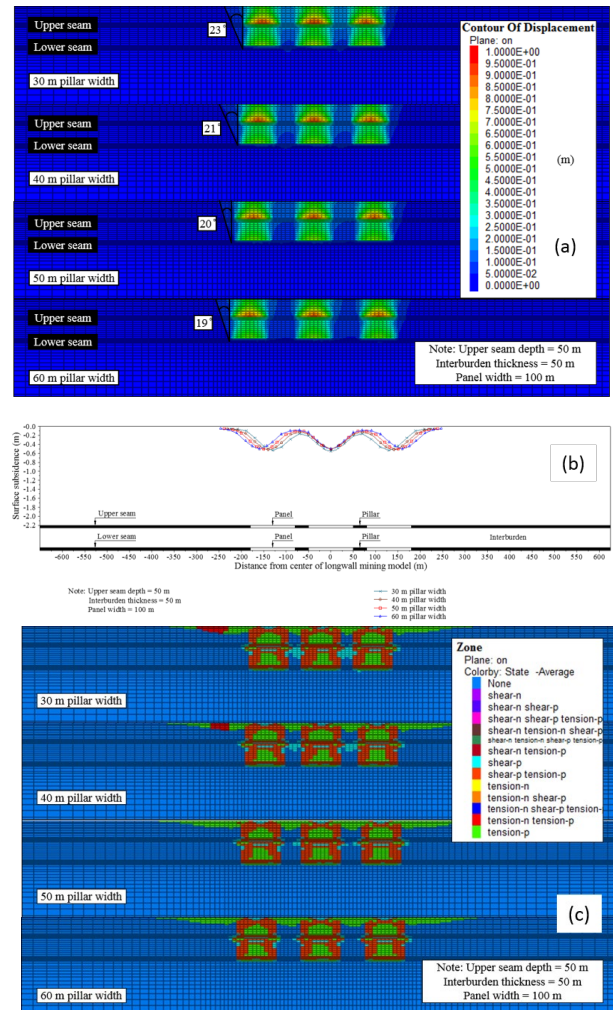 23°
Upper seam
Lower seam
30 m pillar width
21°
Upper seam
Lower seam
40 m pillar width
20°
Upper seam
Lower seam
50 m pillar width
19°
Upper seam
Lower seam
60 m pillar width
Contour Of Displacement
Plane: on
1.0000E+00
9.5000E-01
9.0000E-01
8.5000E-01
8.0000E-01
7.5000E-01
7.0000E-01
6.5000E-01
6.0000E-01
5.5000E-01
5.0000E-01
4.5000E-01
4.0000E-01
3.5000E-01
3.0000E-01
2.5000E-01
2.0000E-01
1.5000E-01
1.0000E-01
5.0000E-02
0.0000E+00
(m)
(a)
Note: Upper seam depth = 50 m
Interburden thickness = 50 m
Panel width = 100 m
Surface subsidence (m)
-0.0
-0.2
-0.4
-0.6
-0.8
-1.0
-1.2
-1.4
-1.6
-1.8
-2.0
-2.2
(b)
Upper seam Panel Pillar
Lower seam Panel Pillar Interburden
-600 -550 -500 -450 -400 -350 -300 -250 -200 -150 -100 -50 0 50 100 150 200 250 300 350 400 450 500 550 600
Distance from center of longwall mining model (m)
Note: Upper seam depth = 50 m
Interburden thickness = 50 m
Panel width = 100 m
30 m pillar width
40 m pillar width
50 m pillar width
60 m pillar width
30 m pillar width
40 m pillar width
50 m pillar width
60 m pillar width
Zone
Plane: on
Colorby: State -Average
None
shear-n
shear-n shear-p
shear-n shear-p tension-p
shear-n tension-n shear-p
shear-n tension-n shear-p tension-p
shear-n tension-p
shear-p
shear-p tension-p
tension-n
tension-n shear-p
tension-n shear-p tension-
tension-n tension-p
tension-p
(c)
Note: Upper seam depth = 50 m
Interburden thickness = 50 m
Panel width = 100 m